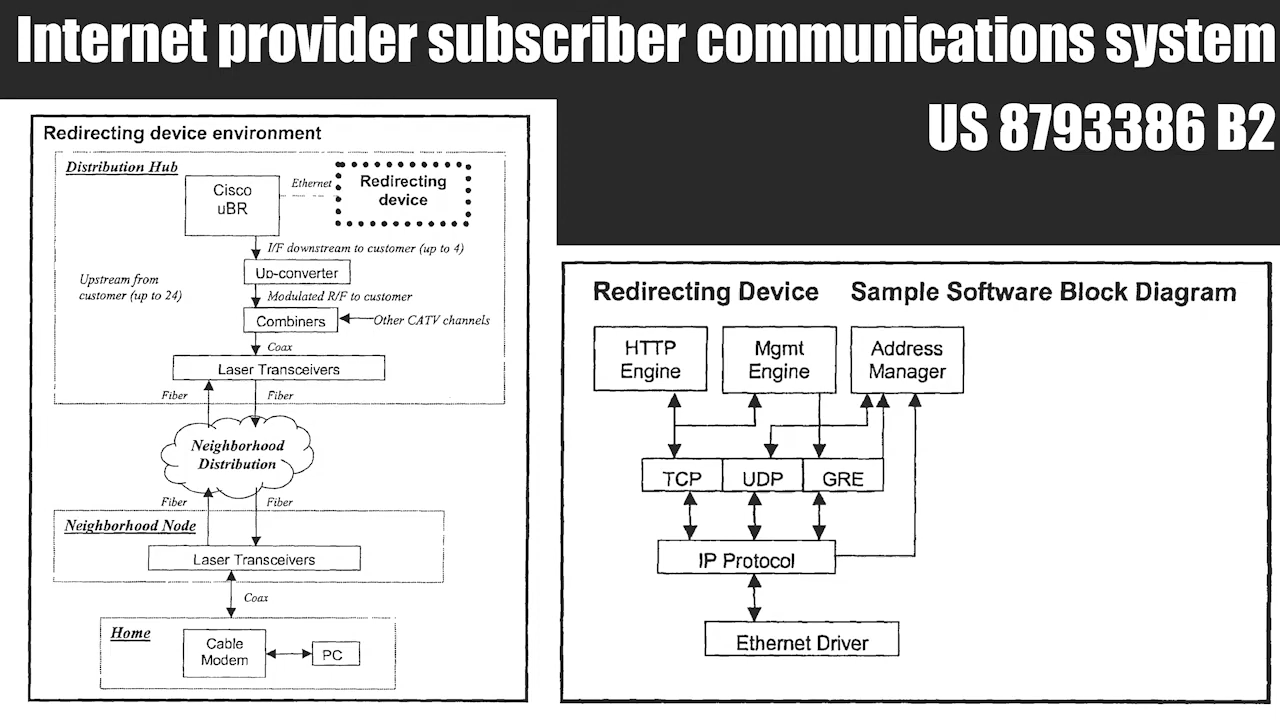 Internet provider subscriber communications system
US 8793386 B2
Redirecting device environment
Distribution Hub
Cisco
uBR
Ethernet
Redirecting
device
I/F downstream to customer (up to 4)
Upstream from
customer (up to 24)
Up-converter
Modulated R/F to customer
Combiners
Other CATV channels
Coax
Laser Transceivers
Fiber
Fiber
Neighborhood
Distribution
Fiber
Fiber
Neighborhood Node
Laser Transceivers
Coax
Home
Cable
Modem
PC
Redirecting Device Sample Software Block Diagram
HTTP
Engine
Mgmt
Engine
Address
Manager
TCP
UDP
GRE
IP Protocol
Ethernet Driver